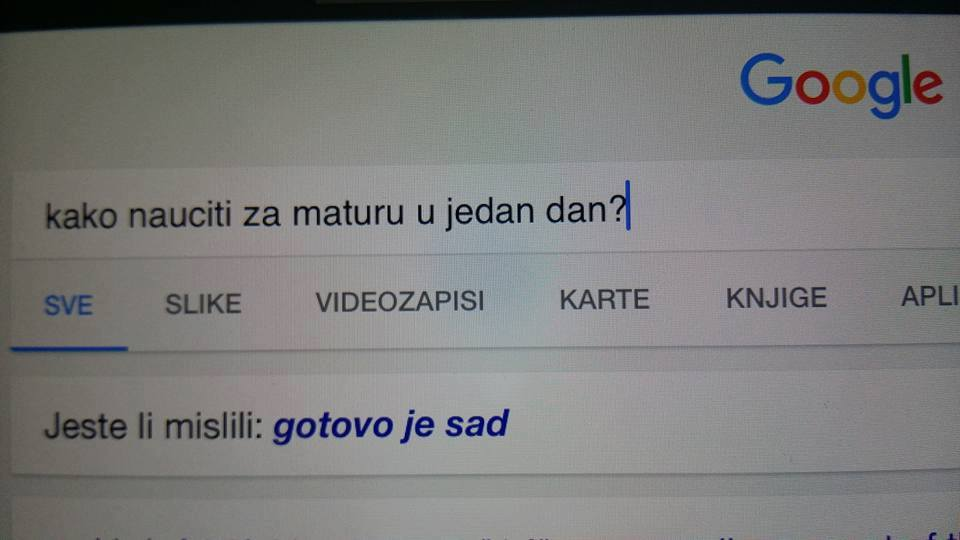 Google
kako nauciti za maturu u jedan dan?
SVE SLIKE VIDEOZAPISI KARTE KNJIGE APLI
Jeste li mislili: gotovo je sad